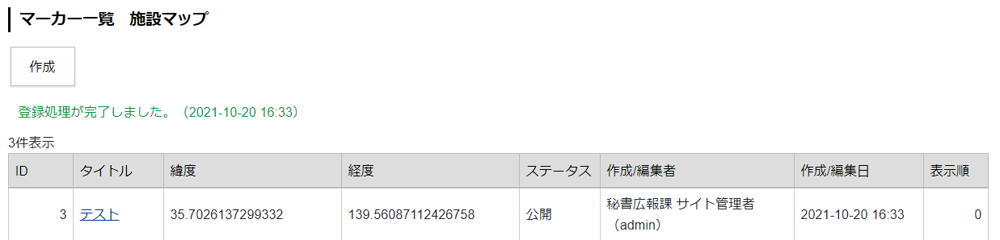 マーカー一覧　施設マップ
作成
登録処理が完了しました。（2021-10-20 16:33）
3件表示
ID タイトル 緯度 経度 ステータス 作成/編集者 作成/編集日 表示順
3 テスト 35.7026137299332 139.56087112426758 公開 秘書広報課 サイト管理者 2021-10-20 16:33 0
（admin）